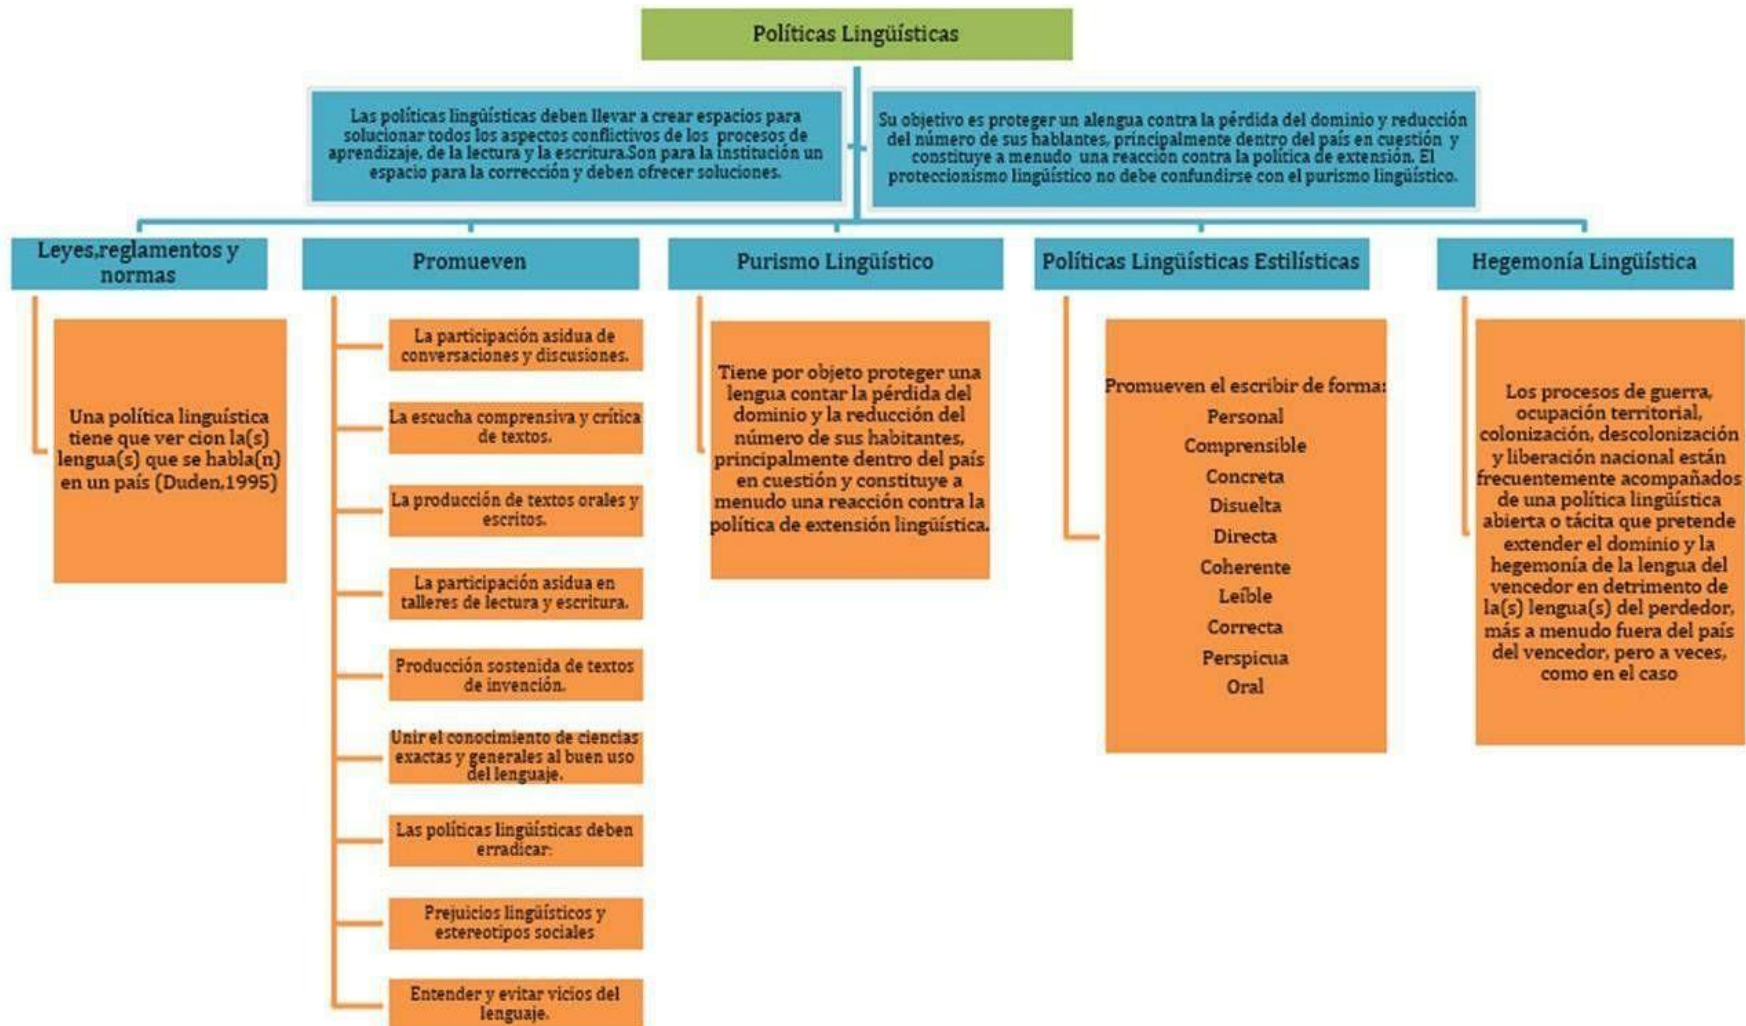 Políticas Lingüísticas
Las políticas lingüísticas deben llevar a crear espacios para
solucionar todos los aspectos conflictivos de los procesos de
aprendizaje, de la lectura y la escritura.Son para la institución un
espacio para la corrección y deben ofrecer soluciones.
Su objetivo es proteger un alengua contra la pérdida del dominio y reducción
del número de sus hablantes, principalmente dentro del país en cuestión y
constituye a menudo una reacción contra la política de extensión. El
proteccionismo lingüístico no debe confundirse con el purismo lingüístico.
Leyes,reglamentos y
normas
Una política linguística
tiene que ver cion la(s)
lengua(s) que se habla(n)
en un país (Duden,1995)
Promueven
La participación asidua de
conversaciones y discusiones.
La escucha comprensiva y crítica
de textos.
La producción de textos orales y
escritos.
La participación asidua en
talleres de lectura y escritura.
Producción sostenida de textos
de invención.
Unir el conocimiento de ciencias
exactas y generales al buen uso
del lenguaje.
Las políticas lingüísticas deben
erradicar:
Prejuicios lingüísticos y
estereotipos sociales
Entender y evitar vicios del
lenguaje.
Purismo Lingüístico
Tiene por objeto proteger una
lengua contar la pérdida del
dominio y la reducción del
número de sus habitantes,
principalmente dentro del país
en cuestión y constituye a
menudo una reacción contra la
política de extensión lingüística.
Políticas Lingüísticas Estilísticas
Promueven el escribir de forma:
Personal
Comprensible
Concreta
Disuelta
Directa
Coherente
Leíble
Correcta
Perspicua
Oral
Hegemonía Lingüística
Los procesos de guerra,
ocupación territorial,
colonización, descolonización
y liberación nacional están
frecuentemente acompañados
de una política lingüística
abierta o tácita que pretende
extender el dominio y la
hegemonía de la lengua del
vencedor en detrimento de
la(s) lengua(s) del perdedor,
más a menudo fuera del país
del vencedor, pero a veces,
como en el caso